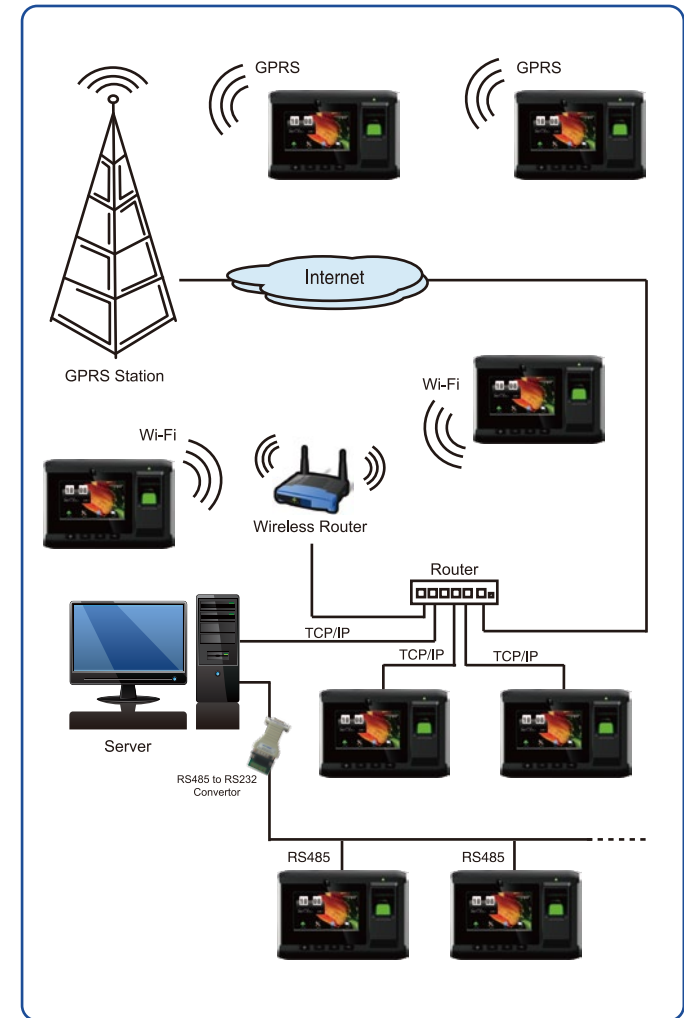 GPRS
GPRS
Internet
GPRS Station
Wi-Fi
Wi-Fi
Wireless Router
Router
TCP/IP
TCP/IP
TCP/IP
Server
RS485 to RS232
Convertor
RS485
RS485